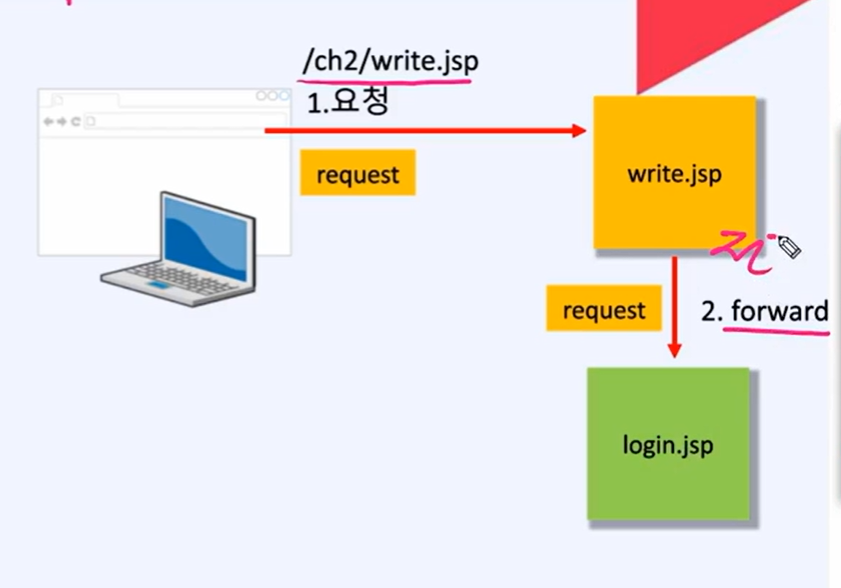 /ch2/write.jsp
1.요청
request
write.jsp
request
2. forward
login.jsp